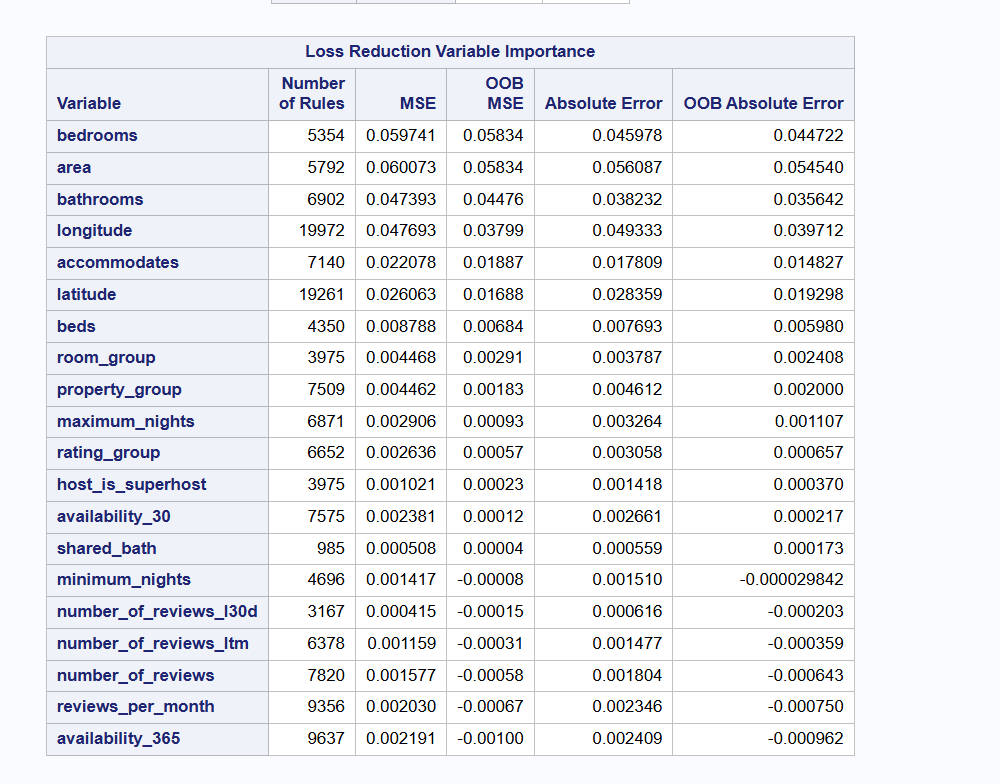 Loss Reduction Variable Importance
Variable Number of Rules MSE OOB MSE Absolute Error OOB Absolute Error
bedrooms 5354 0.059741 0.05834 0.045978 0.044722
area 5792 0.060073 0.05834 0.056087 0.054540
bathrooms 6902 0.047393 0.04476 0.038232 0.035642
longitude 19972 0.047693 0.03799 0.049333 0.039712
accommodates 7140 0.022078 0.01887 0.017809 0.014827
latitude 19261 0.026063 0.01688 0.028359 0.019298
beds 4350 0.008788 0.00684 0.007693 0.005980
room_group 3975 0.004468 0.00291 0.003787 0.002408
property_group 7509 0.004462 0.00183 0.004612 0.002000
maximum_nights 6871 0.002906 0.00093 0.003264 0.001107
rating_group 6652 0.002636 0.00057 0.003058 0.000657
host_is_superhost 3975 0.001021 0.00023 0.001418 0.000370
availability_30 7575 0.002381 0.00012 0.002661 0.000217
shared_bath 985 0.000508 0.00004 0.000559 0.000173
minimum_nights 4696 0.001417 -0.00008 0.001510 -0.000029842
number_of_reviews_l30d 3167 0.000415 -0.00015 0.000616 -0.000203
number_of_reviews_ltm 6378 0.001159 -0.00031 0.001477 -0.000359
number_of_reviews 7820 0.001577 -0.00058 0.001804 -0.000643
reviews_per_month 9356 0.002030 -0.00067 0.002346 -0.000750
availability_365 9637 0.002191 -0.00100 0.002409 -0.000962